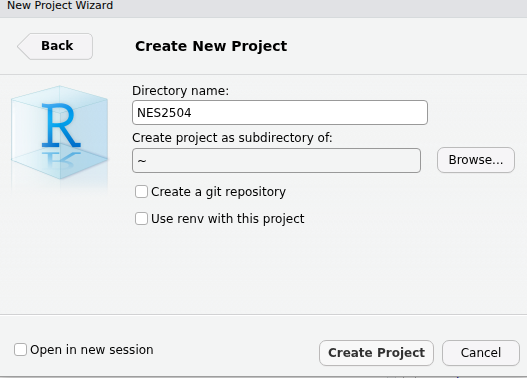 New Project Wizard
Back
Create New Project
R
Directory name:
NES2504
Create project as subdirectory of:
~
Browse...
Create a git repository
Use renv with this project
Open in new session
Create Project
Cancel